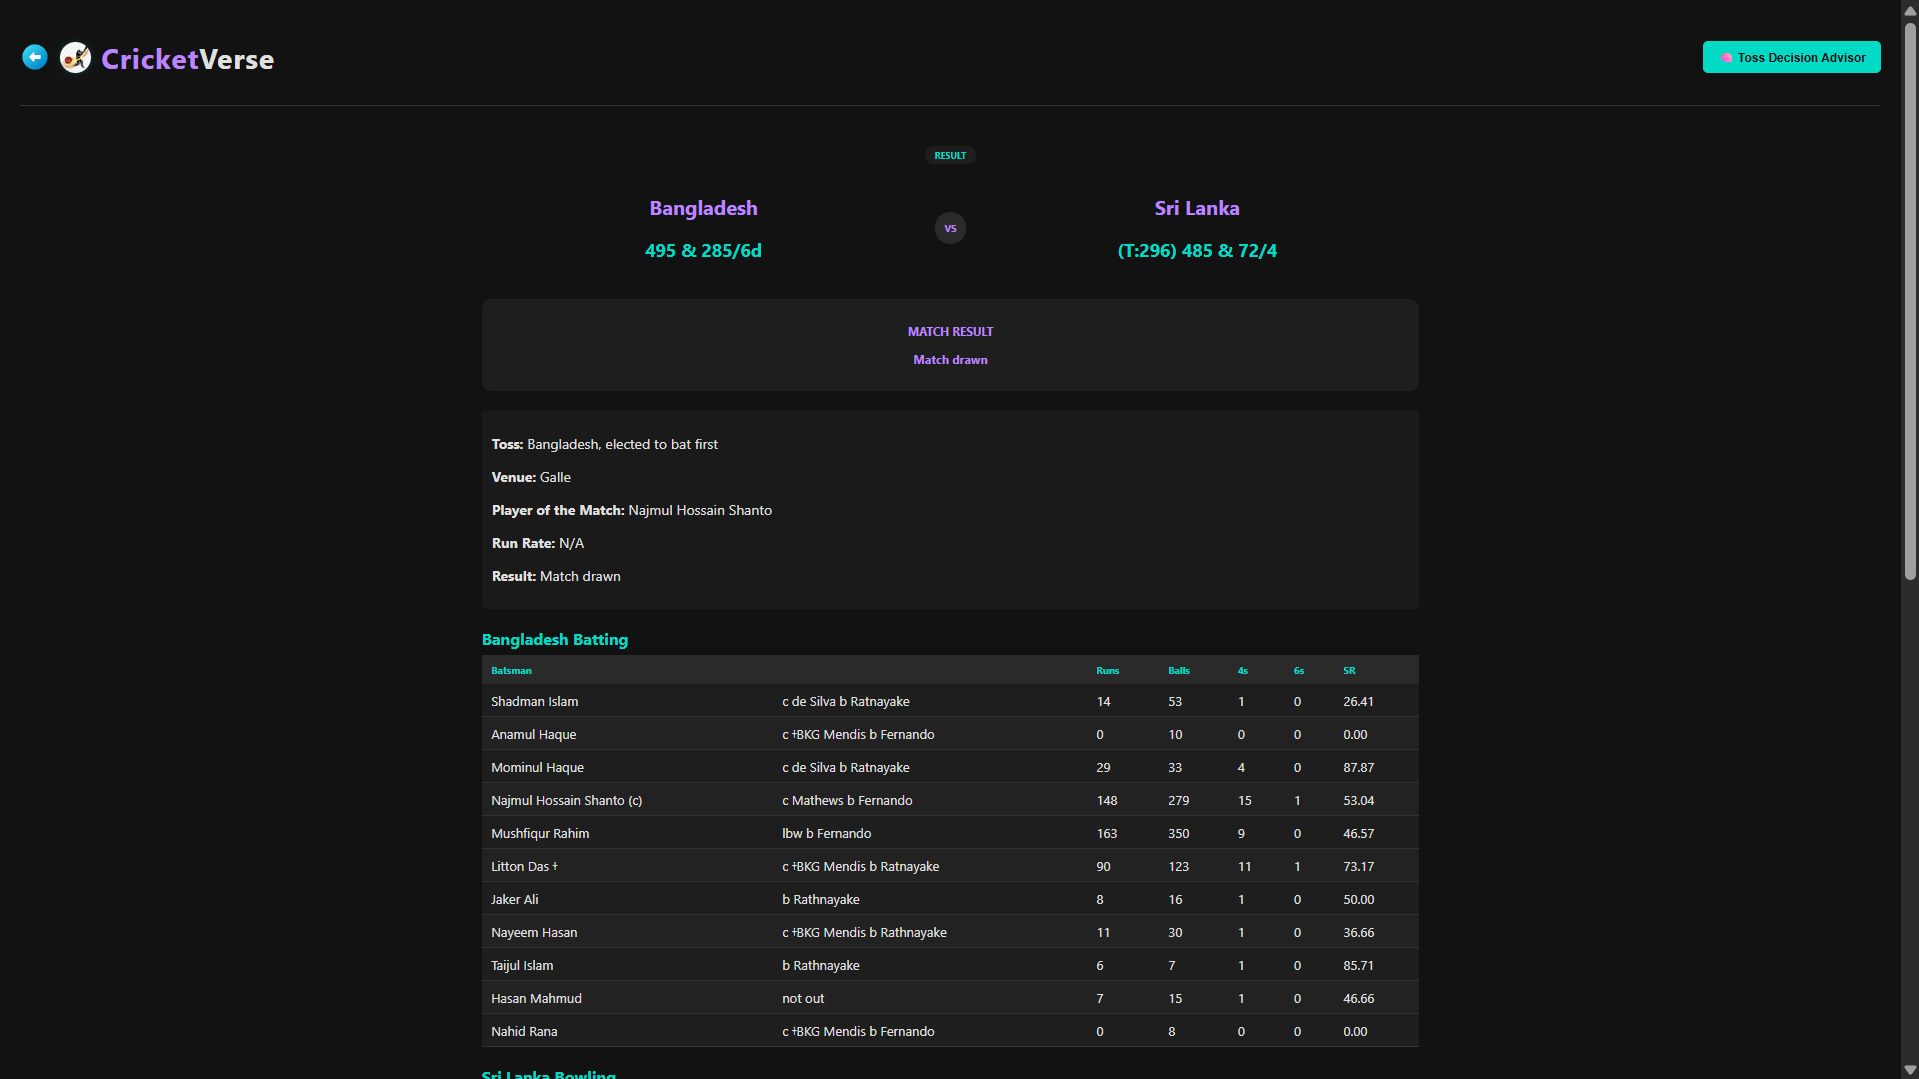 CricketVerse
Toss Decision Advisor
RESULT
Bangladesh
495 & 285/6d
VS
Sri Lanka
(T:296) 485 & 72/4
MATCH RESULT
Match drawn
Toss: Bangladesh, elected to bat first
Venue: Galle
Player of the Match: Najmul Hossain Shanto
Run Rate: N/A
Result: Match drawn
Bangladesh Batting
Batsman Runs Balls 4s 6s SR
Shadman Islam c de Silva b Ratnayake 14 53 1 0 26.41
Anamul Haque c †BKG Mendis b Fernando 0 10 0 0 0.00
Mominul Haque c de Silva b Ratnayake 29 33 4 0 87.87
Najmul Hossain Shanto (c) c Mathews b Fernando 148 279 15 1 53.04
Mushfiqur Rahim lbw b Fernando 163 350 9 0 46.57
Litton Das † c †BKG Mendis b Ratnayake 90 123 11 1 73.17
Jaker Ali b Rathnayake 8 16 1 0 50.00
Nayeem Hasan c †BKG Mendis b Rathnayake 11 30 1 0 36.66
Taijul Islam b Rathnayake 6 7 1 0 85.71
Hasan Mahmud not out 7 15 1 0 46.66
Nahid Rana c †BKG Mendis b Fernando 0 8 0 0 0.00
Sri Lanka Bowling